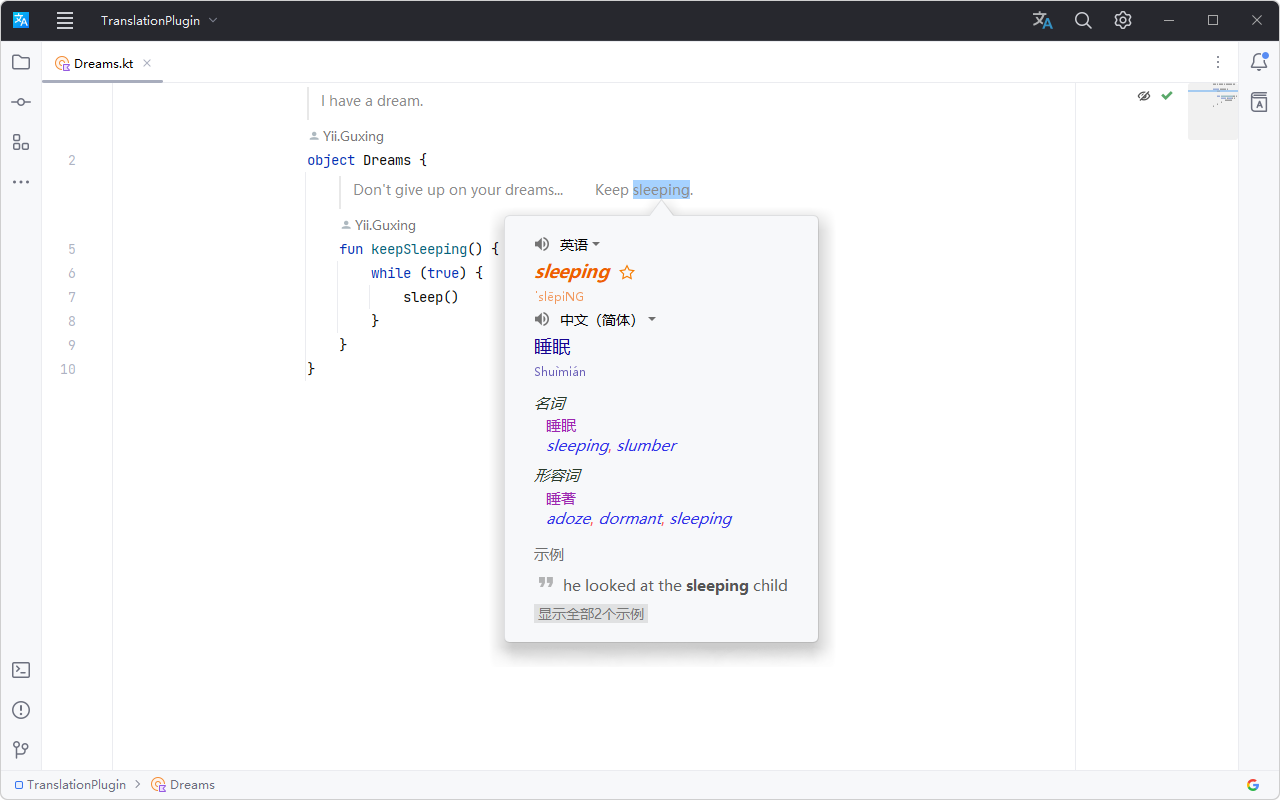 TranslationPlugin
Dreams.kt
I have a dream.
Yii.Guxing
2 object Dreams {
Don't give up on your dreams... Keep sleeping.
Yii.Guxing
5 fun keepSleeping() {
6 while (true) {
7 sleep()
8 }
9 }
10 }
英语
sleeping
ˈslēpiNG
中文（简体）
睡眠
Shuìmián
名词
睡眠
sleeping, slumber
形容词
睡著
adoze, dormant, sleeping
示例
he looked at the sleeping child
显示全部2个示例
TranslationPlugin > Dreams